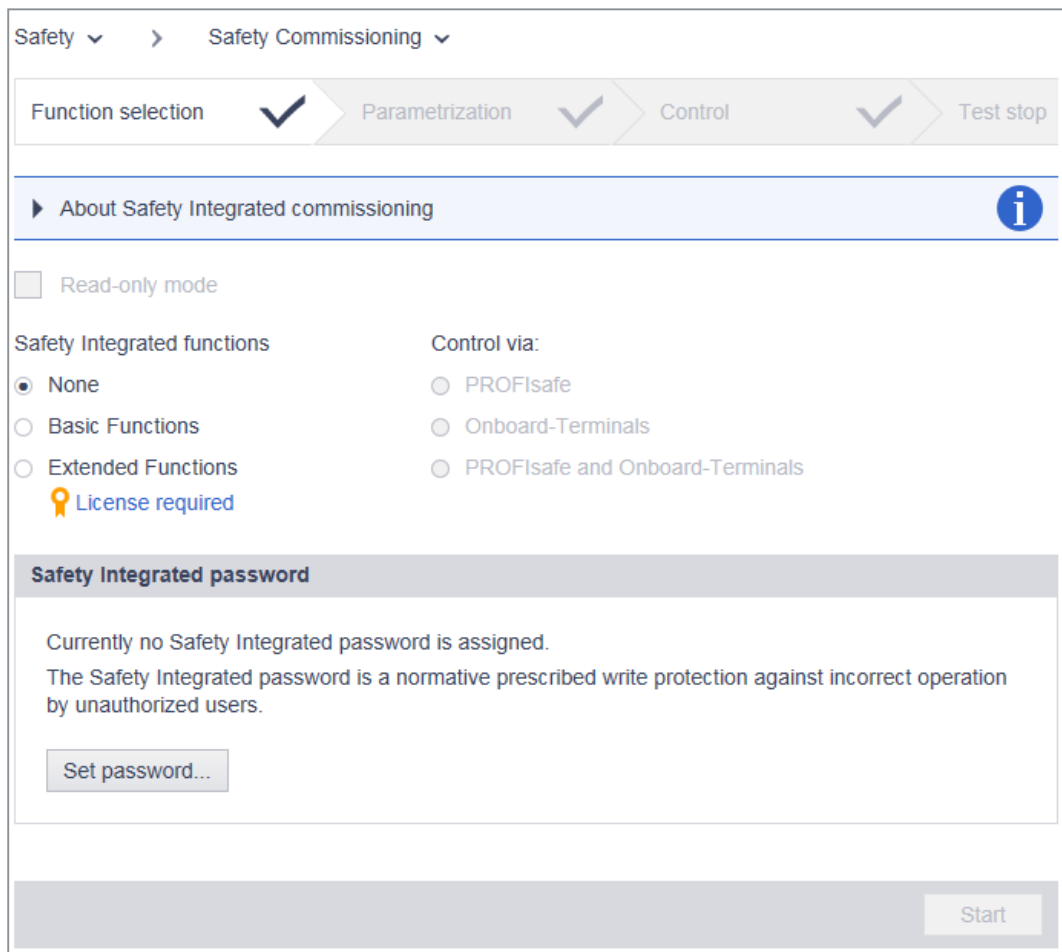 Safety > Safety Commissioning
Function selection Parametrization Control Test stop
About Safety Integrated commissioning
i
Read-only mode
Safety Integrated functions Control via:
None PROFIsafe
Basic Functions Onboard-Terminals
Extended Functions PROFIsafe and Onboard-Terminals
License required
Safety Integrated password
Currently no Safety Integrated password is assigned.
The Safety Integrated password is a normative prescribed write protection against incorrect operation
by unauthorized users.
Set password...
Start